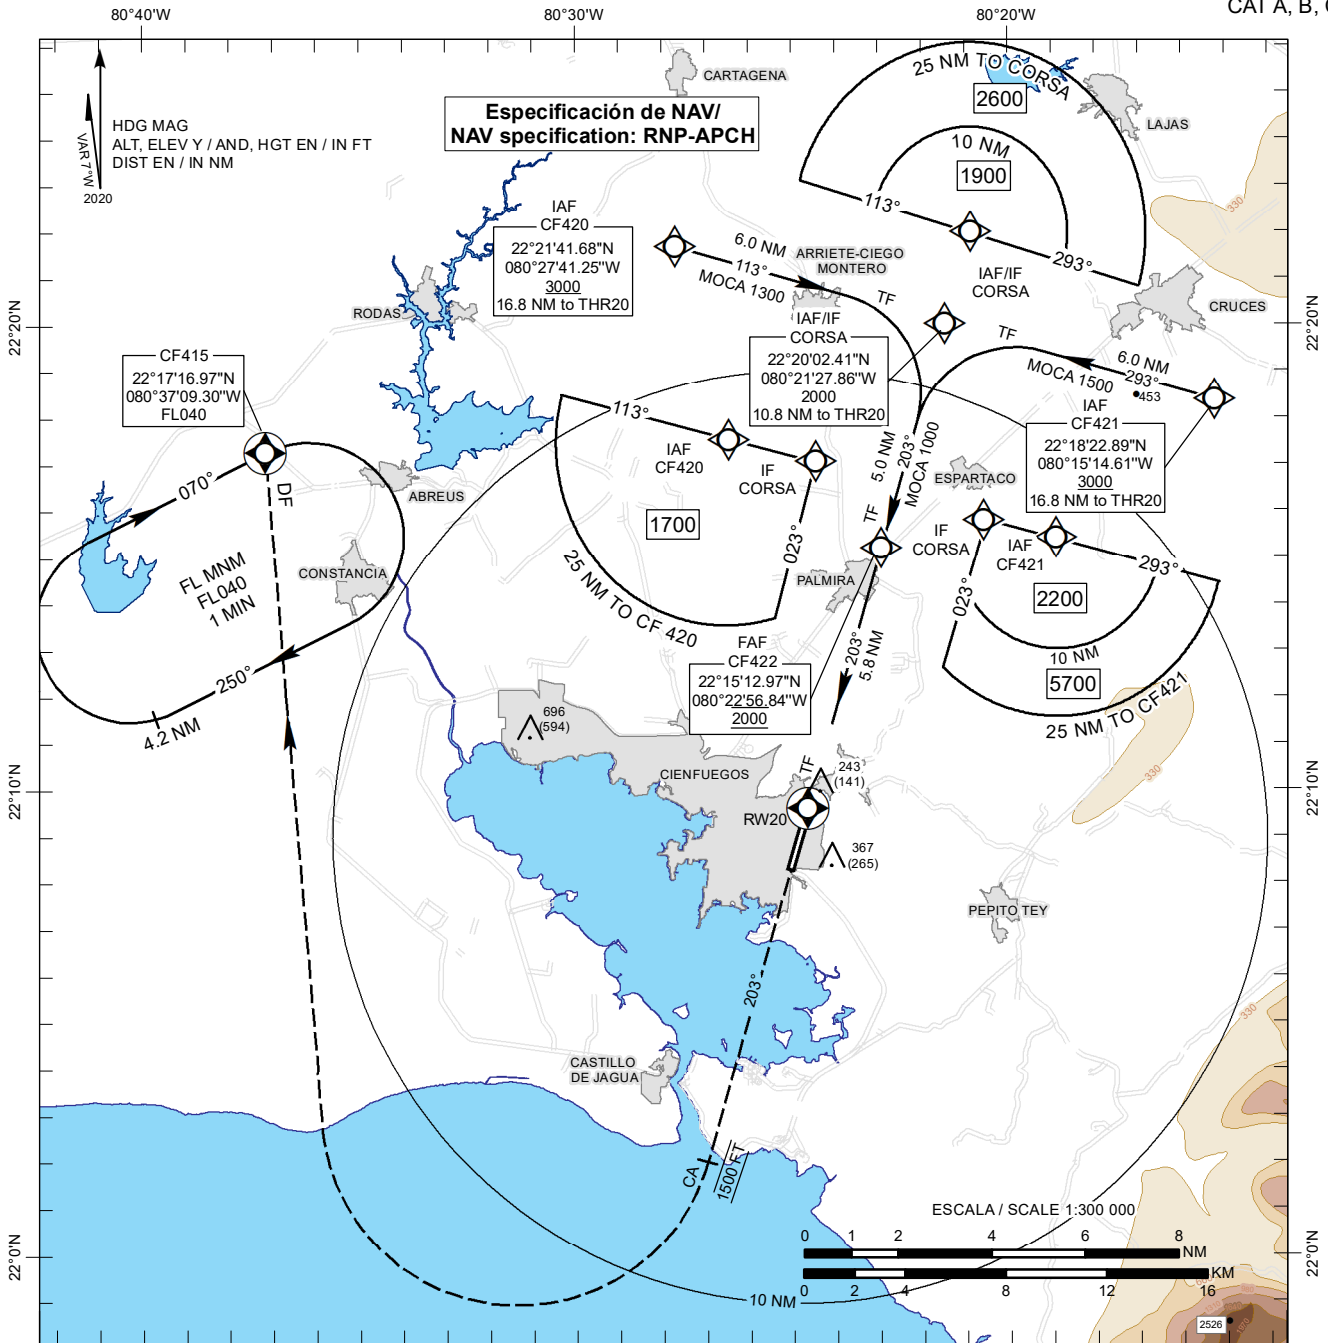 80°40'W
80°30'W
80°20'W
CAT A, B,
VAR 7°W
2020
HDG MAG
ALT, ELEV Y / AND, HGT EN / IN FT
DIST EN / IN NM
Especificación de NAV/
NAV specification: RNP-APCH
CARTAGENA
LAJAS
25 NM TO CORSA
2600
10 NM
1900
113°
293°
IAF/IF
CORSA
330
CRUCES
IAF
CF420
22°21'41.68"N
080°27'41.25"W
3000
16.8 NM to THR20
6.0 NM
113°
MOCA 1300
ARRIETE-CIEGO
MONTERO
TF
RODAS
22°20'N
22°20'N
IAF/IF
CORSA
22°20'02.41"N
080°21'27.86"W
2000
10.8 NM to THR20
TF
6.0 NM
293°
MOCA 1500
453
IAF
CF421
22°18'22.89"N
080°15'14.61"W
3000
16.8 NM to THR20
CF415
22°17'16.97"N
080°37'09.30"W
FL040
070°
DF
ABREUS
FL MNM
FL040
1 MIN
250°
4.2 NM
CONSTANCIA
113°
IAF
CF420
IF
CORSA
1700
023°
25 NM TO CF 420
5.0 NM
203°
MOCA 1000
TF
ESPARTACO
IF
CORSA
IAF
CF421
293°
023°
2200
10 NM
5700
25 NM TO CF421
PALMIRA
FAF
CF422
22°15'12.97"N
080°22'56.84"W
2000
203°
5.8 NM
696
(594)
CIENFUEGOS
TF
243
(141)
RW20
367
(265)
330
22°10'N
22°10'N
PEPITO TEY
203°
CASTILLO
DE JAGUA
330
CA
1500 FT
22°0'N
22°0'N
ESCALA / SCALE 1:300 000
0 1 2 4 6 8
NM
KM
0 2 4 8 12 16
10 NM
2526